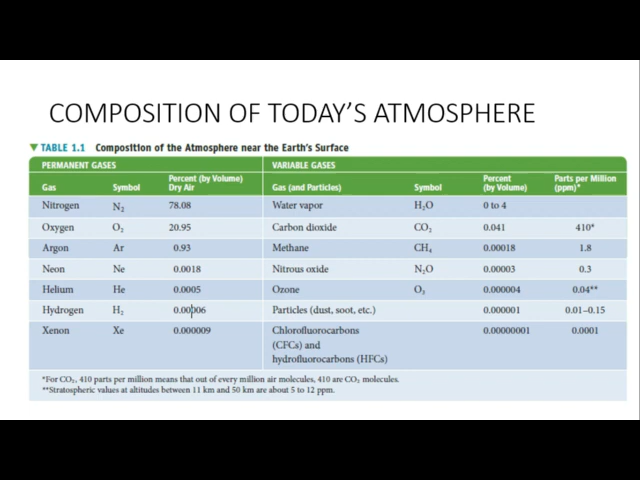 COMPOSITION OF TODAY'S ATMOSPHERE
▼ TABLE 1.1 Composition of the Atmosphere near the Earth's Surface
PERMANENT GASES VARIABLE GASES
Gas Symbol Percent (by Volume) Dry Air Gas (and Particles) Symbol Percent (by Volume) Parts per Million (ppm)*
Nitrogen N₂ 78.08 Water vapor H₂O 0 to 4
Oxygen O₂ 20.95 Carbon dioxide CO₂ 0.041 410*
Argon Ar 0.93 Methane CH₄ 0.00018 1.8
Neon Ne 0.0018 Nitrous oxide N₂O 0.00003 0.3
Helium He 0.0005 Ozone O₃ 0.000004 0.04**
Hydrogen H₂ 0.00006 Particles (dust, soot, etc.) 0.000001 0.01–0.15
Xenon Xe 0.000009 Chlorofluorocarbons 0.00000001 0.0001
(CFCs) and
hydrofluorocarbons (HFCs)
*For CO₂, 410 parts per million means that out of every million air molecules, 410 are CO₂ molecules.
**Stratospheric values at altitudes between 11 km and 50 km are about 5 to 12 ppm.